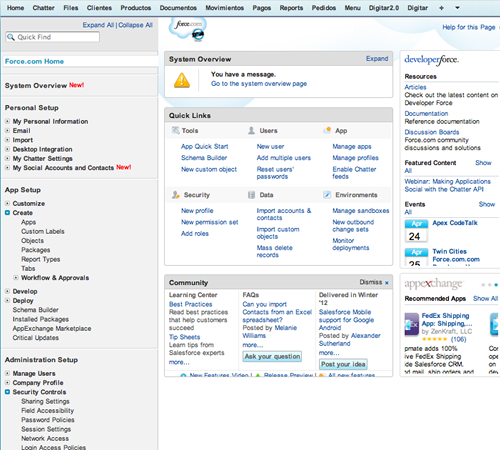 Home Chatter Files Clientes Productos Documentos Movimientos Pagos Reports Pedidos Menu Digitar2.0 Digitar + ▾
Expand All | Collapse All
Quick Find
Force.com Home
System Overview New!
Personal Setup
My Personal Information
Email
Import
Desktop Integration
My Chatter Settings
My Social Accounts and Contacts New!
App Setup
Customize
Create
Apps
Custom Labels
Objects
Packages
Report Types
Tabs
Workflow & Approvals
Develop
Deploy
Schema Builder
Installed Packages
AppExchange Marketplace
Critical Updates
Administration Setup
Manage Users
Company Profile
Security Controls
Sharing Settings
Field Accessibility
Password Policies
Session Settings
Network Access
Login Access Policies
force.com
Help for this Page
System Overview Expand
You have a message.
Go to the system overview page
Quick Links
Tools
App Quick Start
Schema Builder
New custom object
Users
New user
Add multiple users
Reset users'
passwords
App
Manage apps
Manage profiles
Enable Chatter
feeds
Security
New profile
New permission set
Add roles
Data
Import accounts &
contacts
Import custom
objects
Mass delete
records
Environments
Manage sandboxes
New outbound
change sets
Monitor
deployments
Community Dismiss x
Learning Center
Best Practices
Read best practices
that help customers
succeed
Tip Sheets
Learn tips from
Salesforce experts
more...
FAQs
Can you import
Contacts from an Excel
spreadsheet?
Posted by Melanie
Williams
more...
Ask your question
Delivered in Winter
'12
Salesforce Mobile
support for Google
Android
Posted by Alexander
Sutherland
more...
Post your idea
New Features Video | Release Preview | All new features
developerforce.
Resources
Articles
Check out the latest content on
Developer Force
Documentation
Reference documentation
Discussion Boards
Force.com community
discussions and solutions
Featured Content Show
All
Webinar: Making Applications
Social with the Chatter API
Events Show
All
Apr
24
Apex CodeTalk
Apr
25
Twin Cities
Force.com.com
appexchange
Recommended Apps Show All
FedEx Shipping
App: Shipping,...
by ZenKraft, LLC
(106)
pmate adds 100%
ve FedEx Shipping
de Salesforce CRM.
d mail, ship orders and